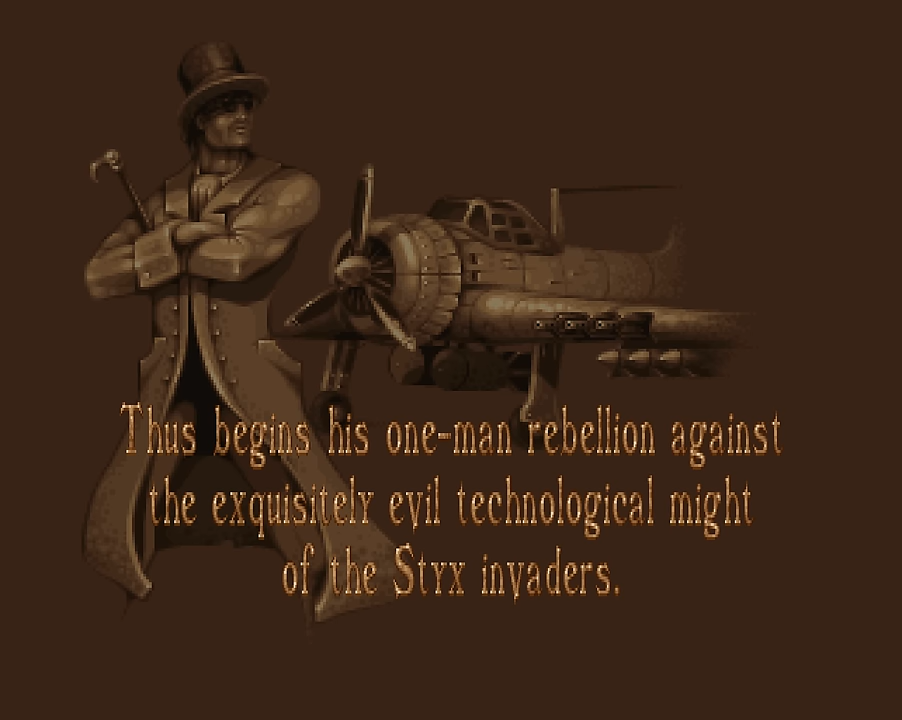 Thus begins his one-man rebellion against
the exquisitely evil technological might
of the Styx invaders.